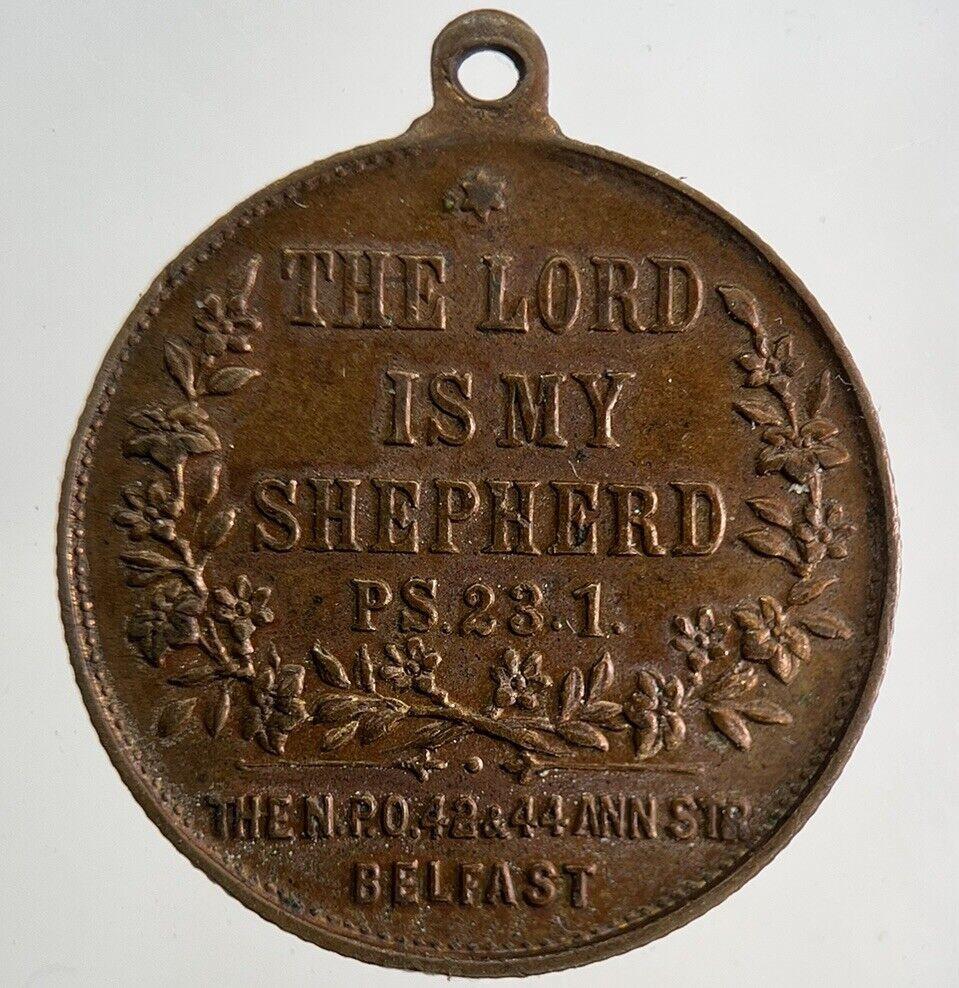 THE LORD
IS MY
SHEPHERD
PS.23.1.
THE N.P.O.42&44 ANN STR
BELFAST